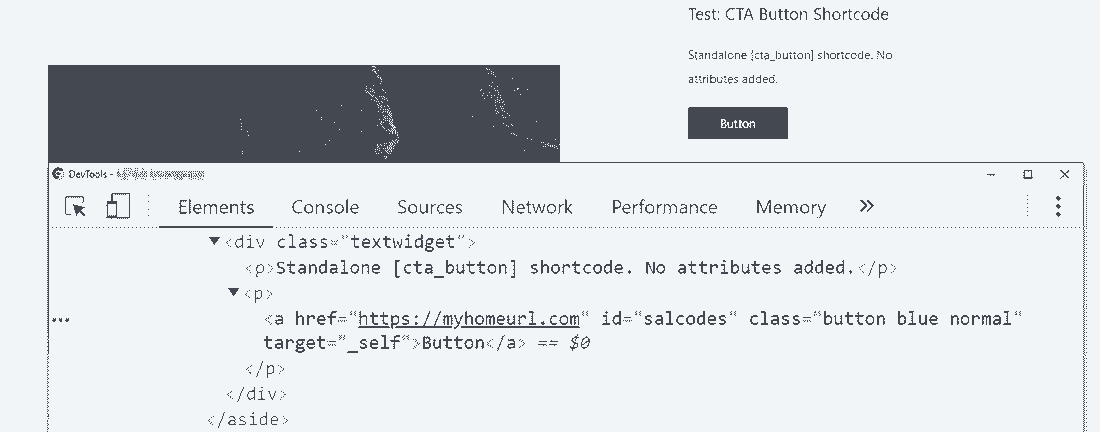 Test: CTA Button Shortcode
Standalone [cta_button] shortcode. No
attributes added.
Button
DevTools -
Elements Console Sources Network Performance Memory »
<div class="textwidget">
<p>Standalone [cta_button] shortcode. No attributes added.</p>
<p>
<a href="https://myhomeurl.com" id="salcodes" class="button blue normal"
target="_self">Button</a> == $0
</p>
</div>
</aside>